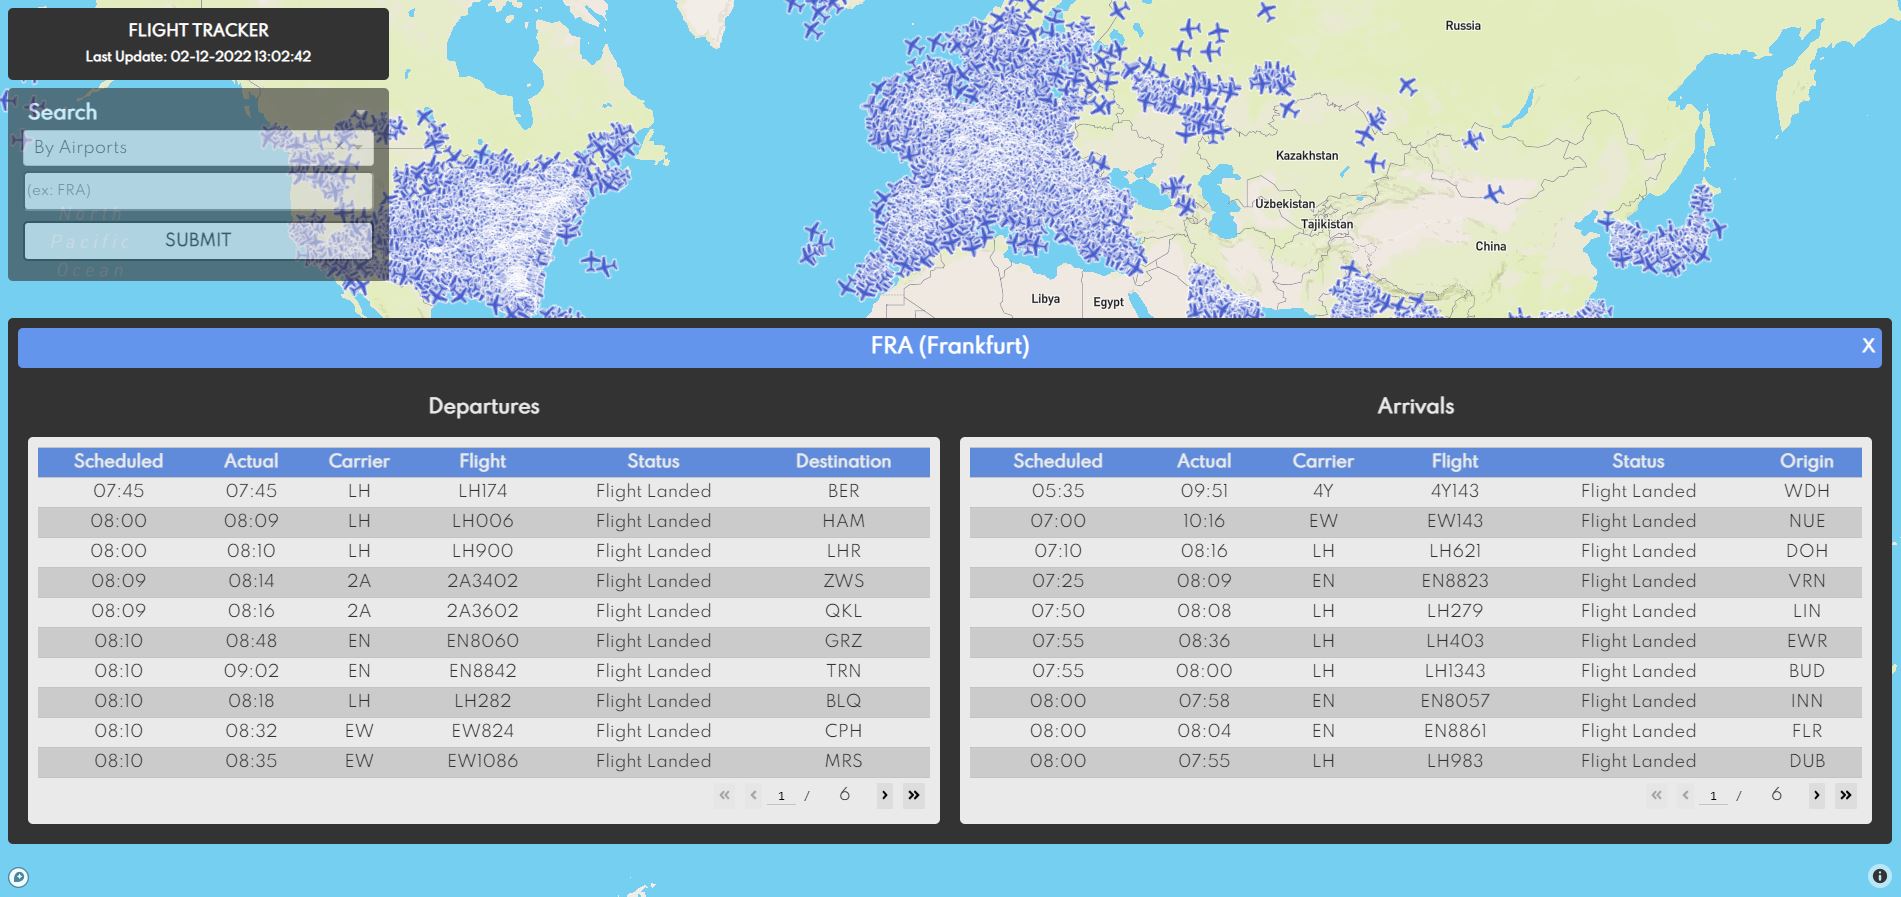 FLIGHT TRACKER
Last Update: 02-12-2022 13:02:42
Search
By Airports
(ex: FRA)
North
Pacific
Ocean
SUBMIT
Russia
Kazakhstan
Uzbekistan
Tajikistan
China
Libya
Egypt
FRA (Frankfurt)
X
Departures
Scheduled Actual Carrier Flight Status Destination
07:45 07:45 LH LH174 Flight Landed BER
08:00 08:09 LH LH006 Flight Landed HAM
08:00 08:10 LH LH900 Flight Landed LHR
08:09 08:14 2A 2A3402 Flight Landed ZWS
08:09 08:16 2A 2A3602 Flight Landed QKL
08:10 08:48 EN EN8060 Flight Landed GRZ
08:10 09:02 EN EN8842 Flight Landed TRN
08:10 08:18 LH LH282 Flight Landed BLQ
08:10 08:32 EW EW824 Flight Landed CPH
08:10 08:35 EW EW1086 Flight Landed MRS
« ‹ 1 / 6 › »
Arrivals
Scheduled Actual Carrier Flight Status Origin
05:35 09:51 4Y 4Y143 Flight Landed WDH
07:00 10:16 EW EW143 Flight Landed NUE
07:10 08:16 LH LH621 Flight Landed DOH
07:25 08:09 EN EN8823 Flight Landed VRN
07:50 08:08 LH LH279 Flight Landed LIN
07:55 08:36 LH LH403 Flight Landed EWR
07:55 08:00 LH LH1343 Flight Landed BUD
08:00 07:58 EN EN8057 Flight Landed INN
08:00 08:04 EN EN8861 Flight Landed FLR
08:00 07:55 LH LH983 Flight Landed DUB
« ‹ 1 / 6 › »